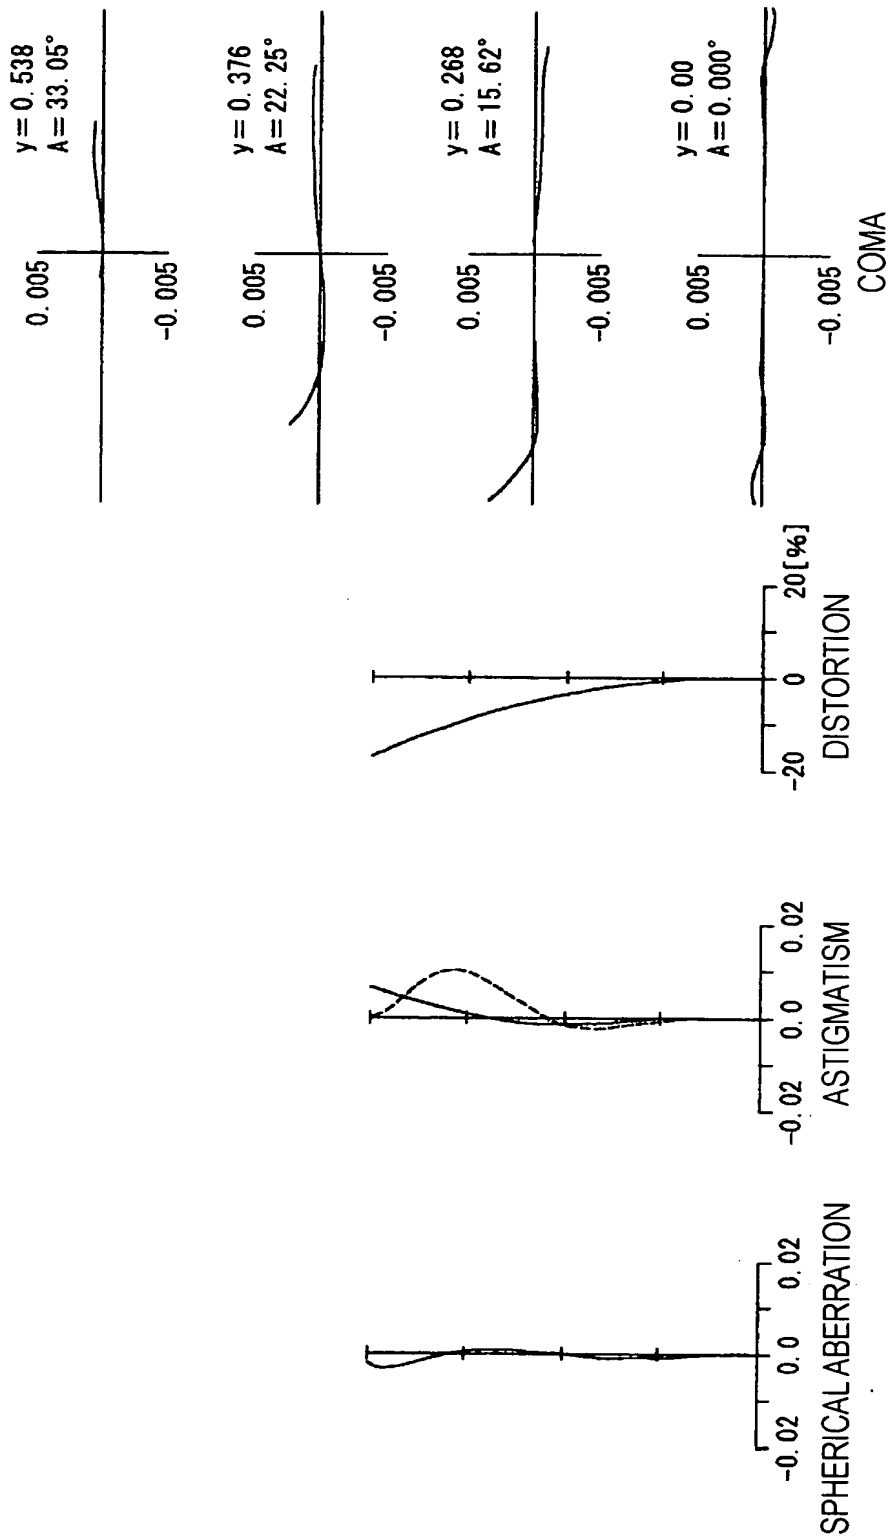 SPHERICAL ABERRATION
-0.02
0.0
0.02
ASTIGMATISM
-0.02
0.0
0.02
DISTORTION
-20
0
20[%]
COMA
y=0.538
A=33.05°
0.005
-0.005
y=0.376
A=22.25°
0.005
-0.005
y=0.268
A=15.62°
0.005
-0.005
y=0.00
A=0.000°
0.005
-0.005